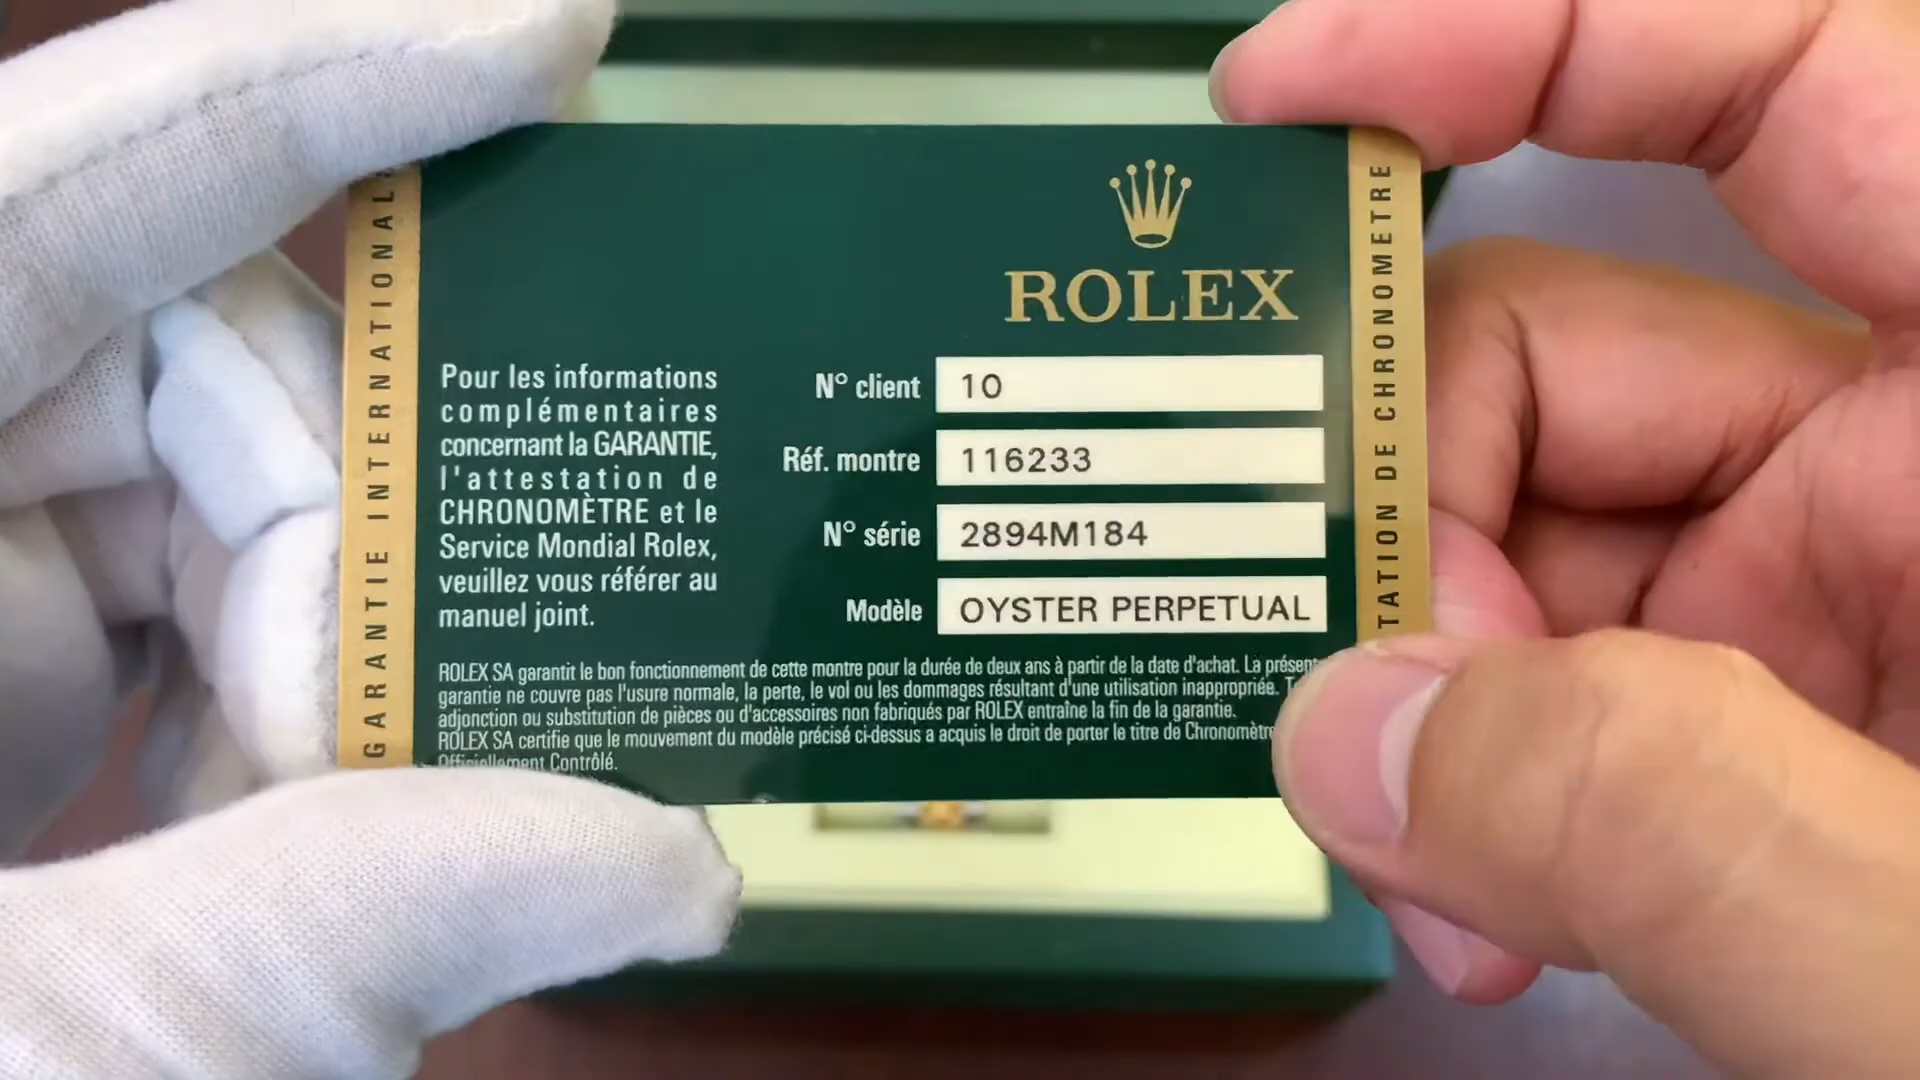 GARANTIE INTERNATIONALE
ROLEX
Pour les informations
complémentaires
concernant la GARANTIE,
l'attestation de
CHRONOMÈTRE et le
Service Mondial Rolex,
veuillez vous référer au
manuel joint.
N° client 10
Réf. montre 116233
N° série 2894M184
Modèle OYSTER PERPETUAL
ROLEX SA garantit le bon fonctionnement de cette montre pour la durée de deux ans à partir de la date d'achat. La présent
garantie ne couvre pas l'usure normale, la perte, le vol ou les dommages résultant d'une utilisation inappropriée.
adjonction ou substitution de pièces ou d'accessoires non fabriqués par ROLEX entraîne la fin de la garantie.
ROLEX SA certifie que le mouvement du modèle précisé ci-dessus a acquis le droit de porter le titre de Chronomètre
Officiellement Contrôlé.
TATION DE CHRONOMETRE